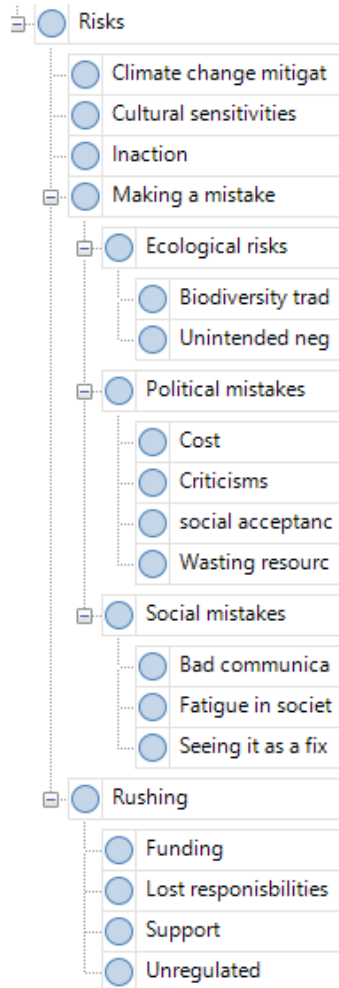 Risks
Climate change mitigat
Cultural sensitivities
Inaction
Making a mistake
Ecological risks
Biodiversity trad
Unintended neg
Political mistakes
Cost
Criticisms
social acceptanc
Wasting resourc
Social mistakes
Bad communica
Fatigue in societ
Seeing it as a fix
Rushing
Funding
Lost responisbilities
Support
Unregulated